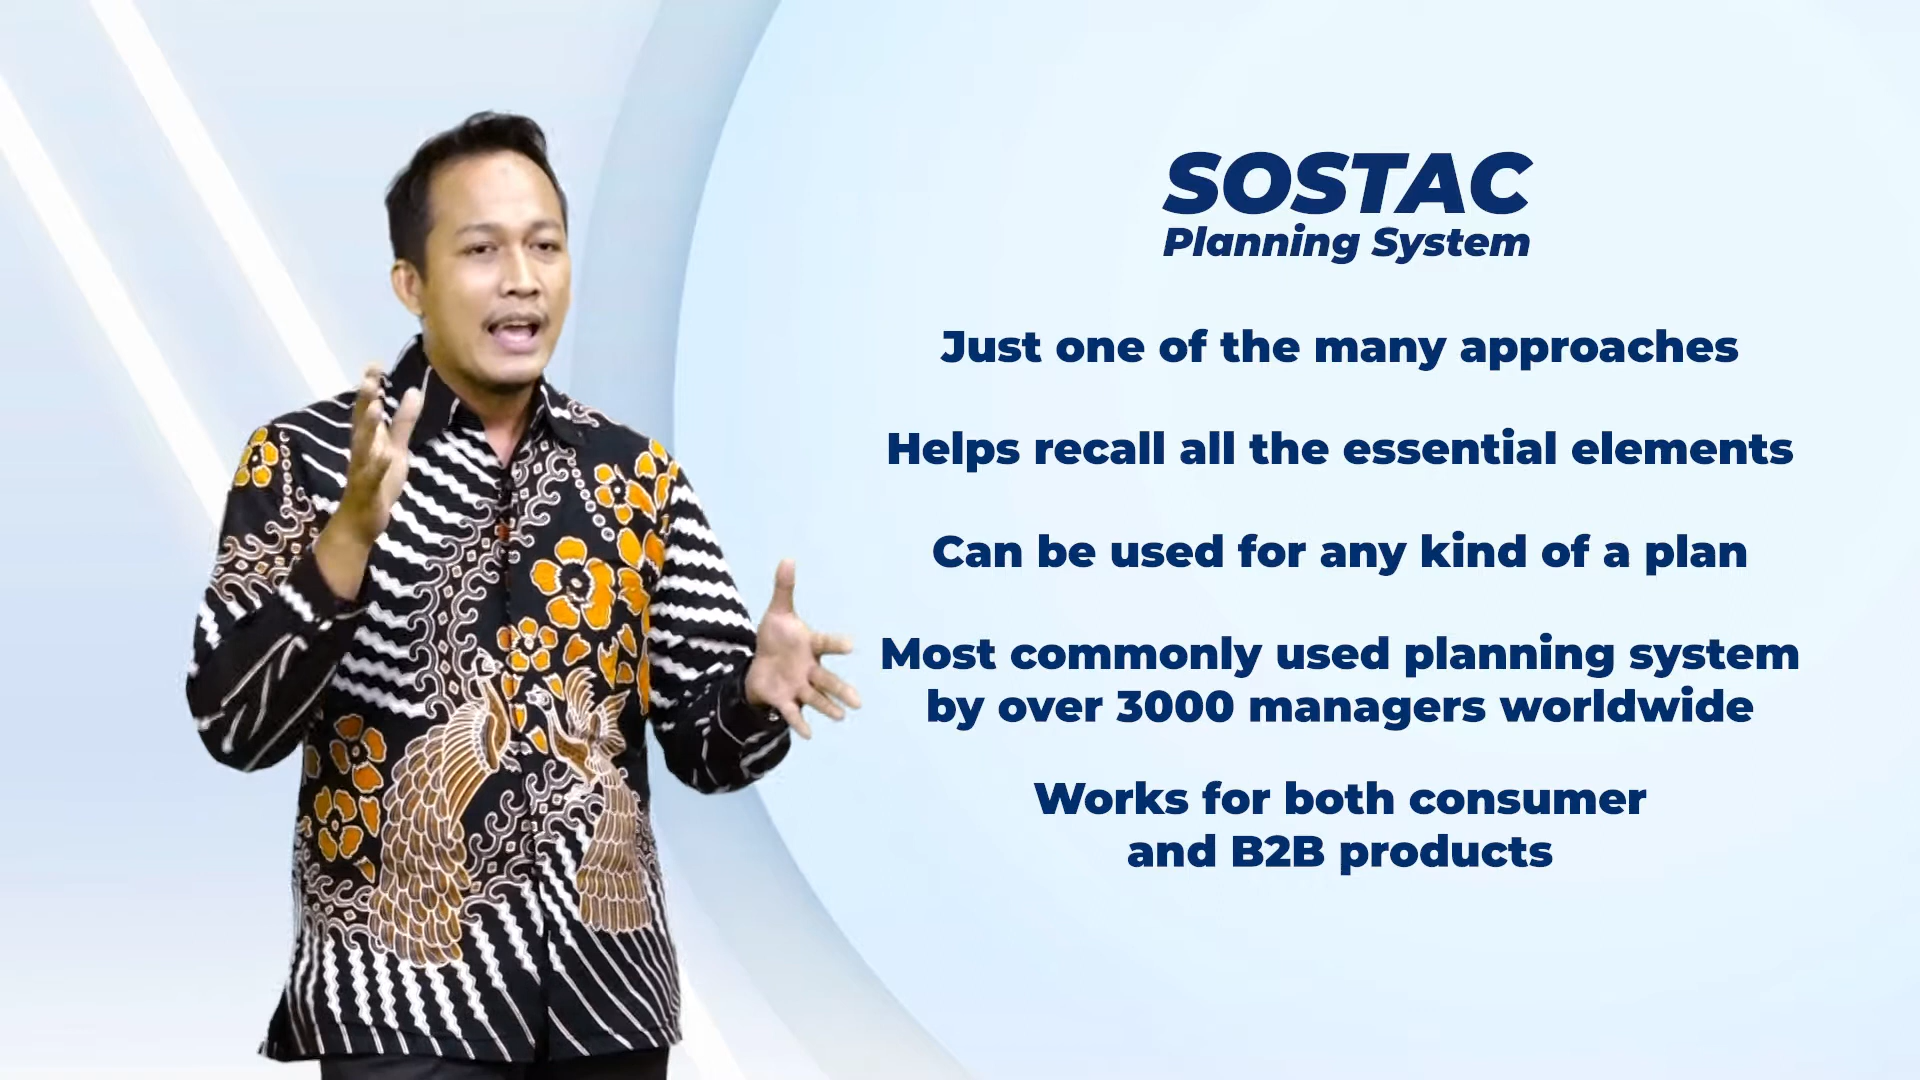 SOSTAC
Planning System
Just one of the many approaches
Helps recall all the essential elements
Can be used for any kind of a plan
Most commonly used planning system
by over 3000 managers worldwide
Works for both consumer
and B2B products